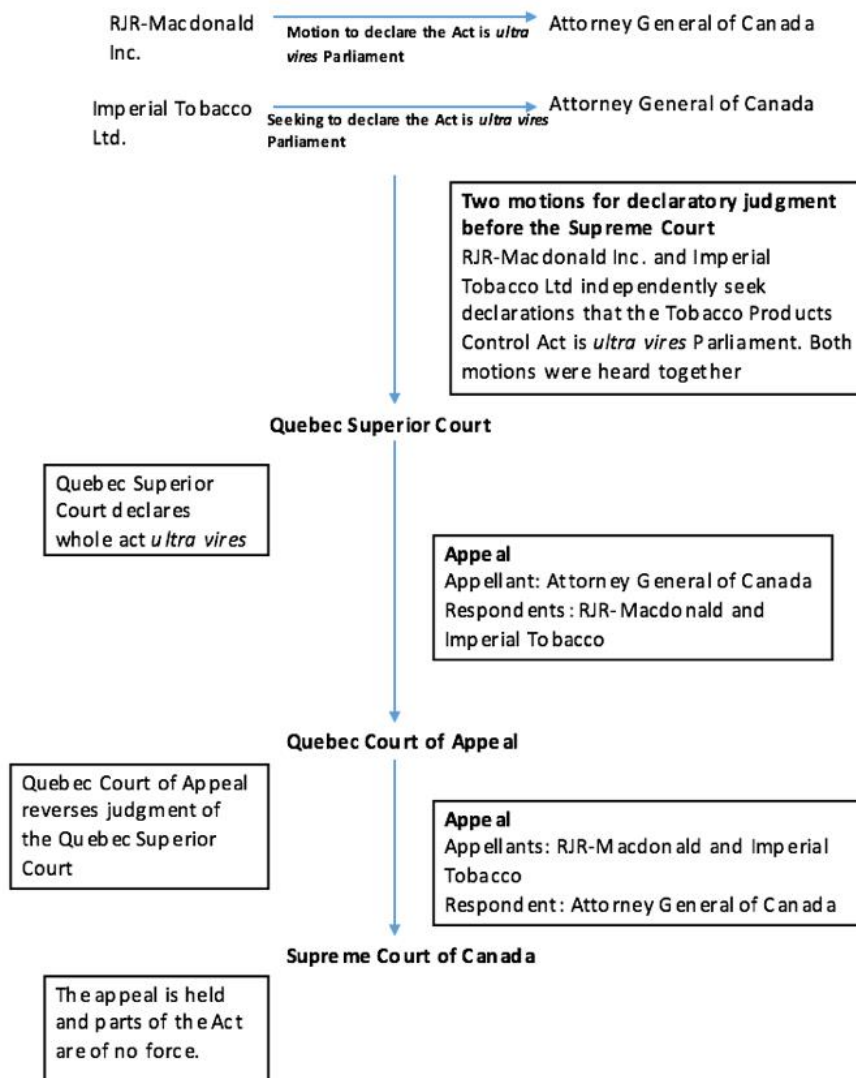 RJR-Macdonald
Inc.
Motion to declare the Act is ultra
vires Parliament
Attorney General of Canada
Imperial Tobacco
Ltd.
Seeking to declare the Act is ultra vires
Parliament
Attorney General of Canada
Two motions for declaratory judgment
before the Supreme Court
RJR-Macdonald Inc. and Imperial
Tobacco Ltd independently seek
declarations that the Tobacco Products
Control Act is ultra vires Parliament. Both
motions were heard together
Quebec Superior Court
Quebec Superior
Court declares
whole act ultra vires
Appeal
Appellant: Attorney General of Canada
Respondents: RJR-Macdonald and
Imperial Tobacco
Quebec Court of Appeal
Quebec Court of Appeal
reverses judgment of
the Quebec Superior
Court
Appeal
Appellants: RJR-Macdonald and Imperial
Tobacco
Respondent: Attorney General of Canada
Supreme Court of Canada
The appeal is held
and parts of the Act
are of no force.